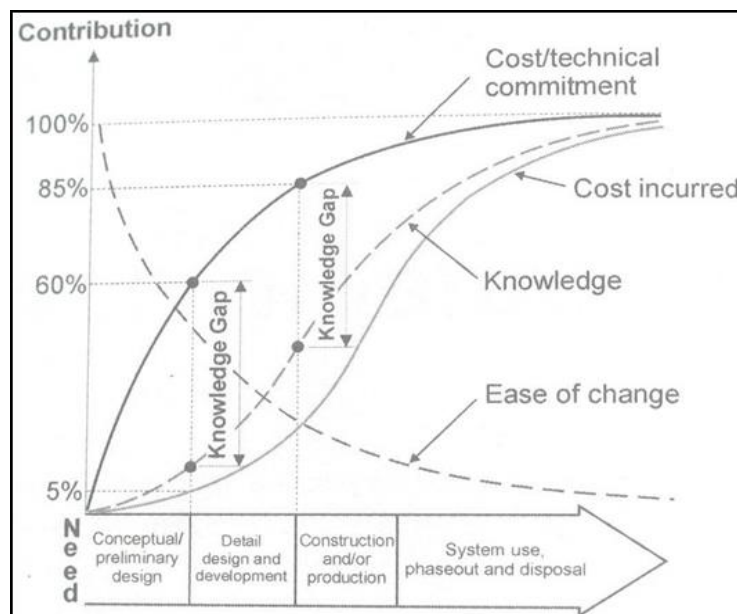 Contribution
Cost/technical
commitment
100%
85%
Cost incurred
Knowledge Gap
Knowledge
60%
Knowledge Gap
Ease of change
5%
Need
Conceptual/
preliminary
design
Detail
design and
development
Construction
and/or
production
System use,
phaseout and disposal